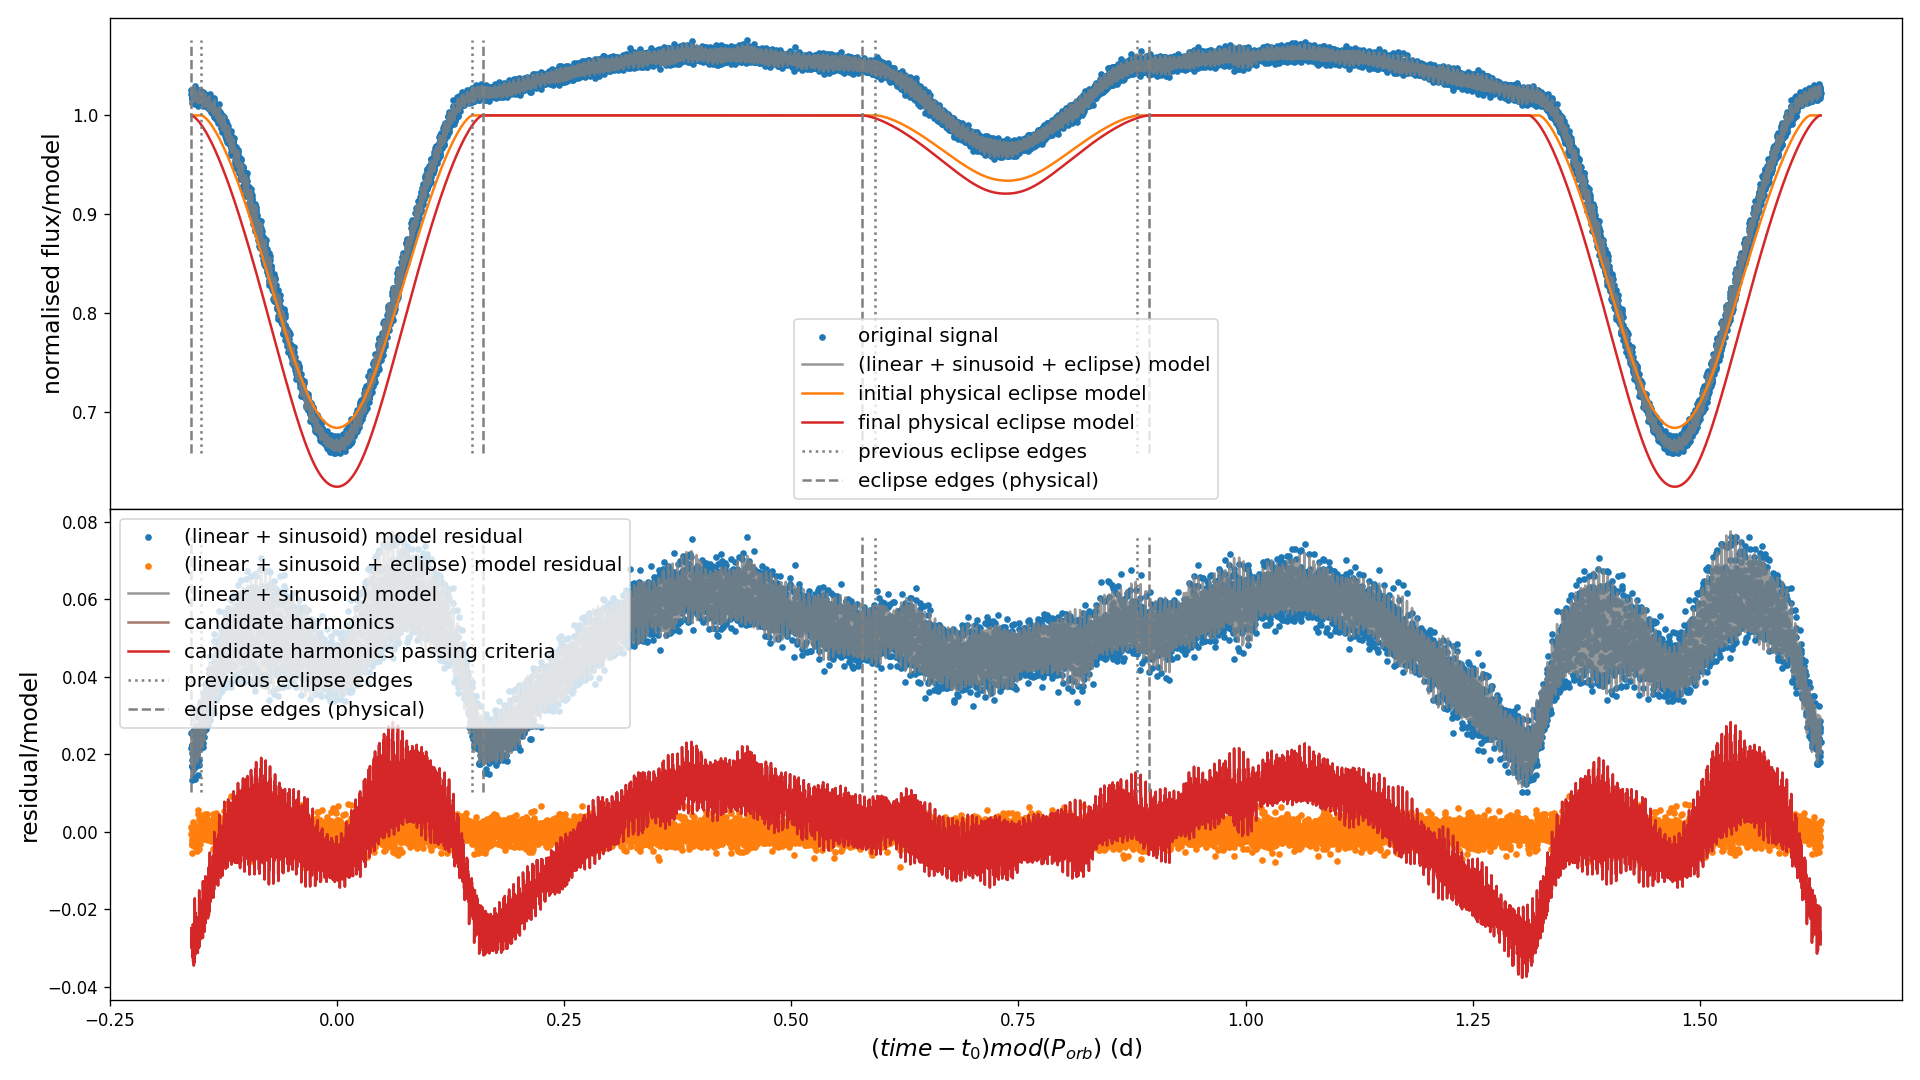 normalised flux/model
1.0
0.9
0.8
0.7
original signal
(linear + sinusoid + eclipse) model
initial physical eclipse model
final physical eclipse model
previous eclipse edges
eclipse edges (physical)
residual/model
0.08
0.06
0.04
0.02
0.00
−0.02
−0.04
(linear + sinusoid) model residual
(linear + sinusoid + eclipse) model residual
(linear + sinusoid) model
candidate harmonics
candidate harmonics passing criteria
previous eclipse edges
eclipse edges (physical)
−0.25 0.00 0.25 0.50 0.75 1.00 1.25 1.50
(time − t₀)mod(Pₒᵣb) (d)